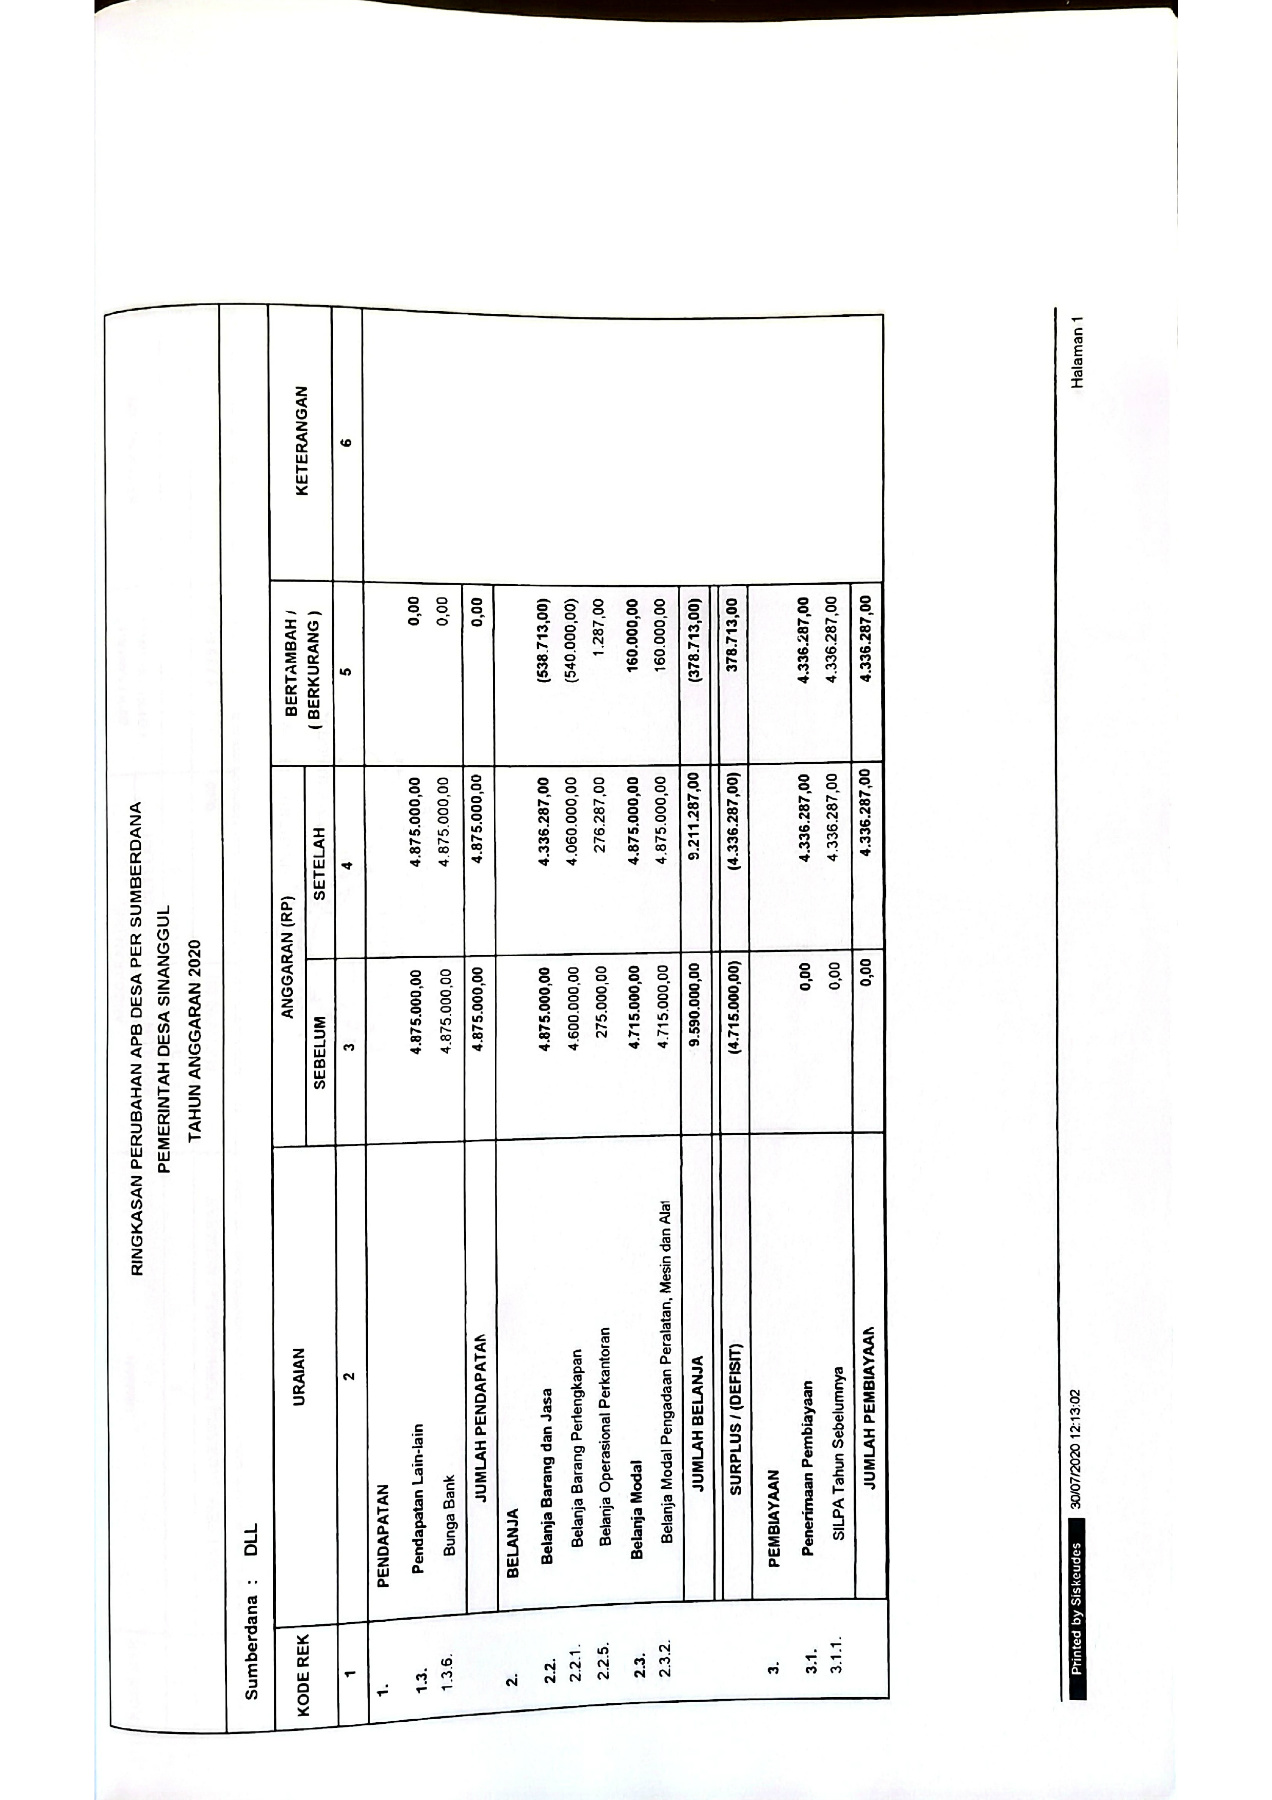 RINGKASAN PERUBAHAN APB DESA PER SUMBERDANA
PEMERINTAH DESA SINANGGUL
TAHUN ANGGARAN 2020
Sumberdana : DLL
KODE REK URAIAN ANGGARAN (RP) BERTAMBAH / ( BERKURANG ) KETERANGAN
SEBELUM SETELAH
1 2 3 4 5 6
1. PENDAPATAN
1.3. Pendapatan Lain-lain 4.875.000,00 4.875.000,00 0,00
1.3.6. Bunga Bank 4.875.000,00 4.875.000,00 0,00
JUMLAH PENDAPATAN 4.875.000,00 4.875.000,00 0,00
2. BELANJA
2.2. Belanja Barang dan Jasa 4.875.000,00 4.336.287,00 (538.713,00)
2.2.1. Belanja Barang Perlengkapan 4.600.000,00 4.060.000,00 (540.000,00)
2.2.5. Belanja Operasional Perkantoran 275.000,00 276.287,00 1.287,00
2.3. Belanja Modal 4.715.000,00 4.875.000,00 160.000,00
2.3.2. Belanja Modal Pengadaan Peralatan, Mesin dan Alat 4.715.000,00 4.875.000,00 160.000,00
JUMLAH BELANJA 9.590.000,00 9.211.287,00 (378.713,00)
SURPLUS / (DEFISIT) (4.715.000,00) (4.336.287,00) 378.713,00
3. PEMBIAYAAN
3.1. Penerimaan Pembiayaan 0,00 4.336.287,00 4.336.287,00
3.1.1. SILPA Tahun Sebelumnya 0,00 4.336.287,00 4.336.287,00
JUMLAH PEMBIAYAAN 0,00 4.336.287,00 4.336.287,00
Printed by Siskeudes 30/07/2020 12:13:02 Halaman 1